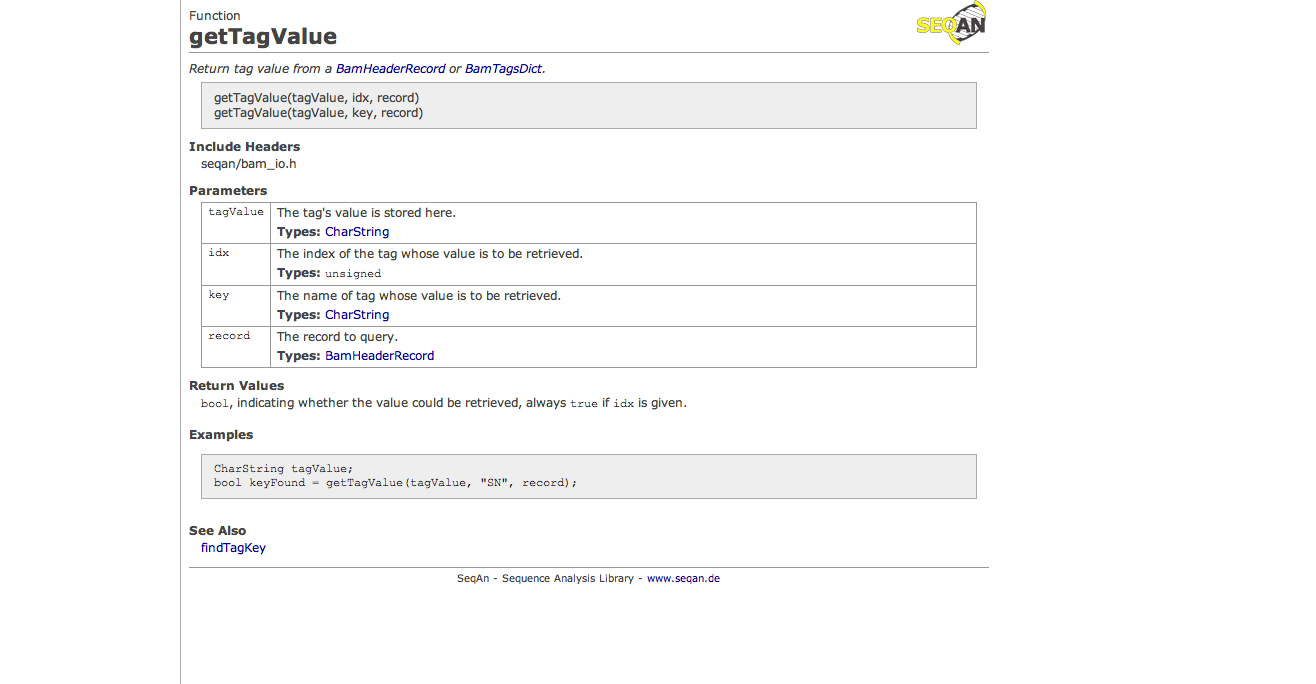 Function
getTagValue
SEQAN
Return tag value from a BamHeaderRecord or BamTagsDict.
getTagValue(tagValue, idx, record)
getTagValue(tagValue, key, record)
Include Headers
seqan/bam_io.h
Parameters
tagValue The tag's value is stored here.
Types: CharString
idx The index of the tag whose value is to be retrieved.
Types: unsigned
key The name of tag whose value is to be retrieved.
Types: CharString
record The record to query.
Types: BamHeaderRecord
Return Values
bool, indicating whether the value could be retrieved, always true if idx is given.
Examples
CharString tagValue;
bool keyFound = getTagValue(tagValue, "SN", record);
See Also
findTagKey
SeqAn - Sequence Analysis Library - www.seqan.de